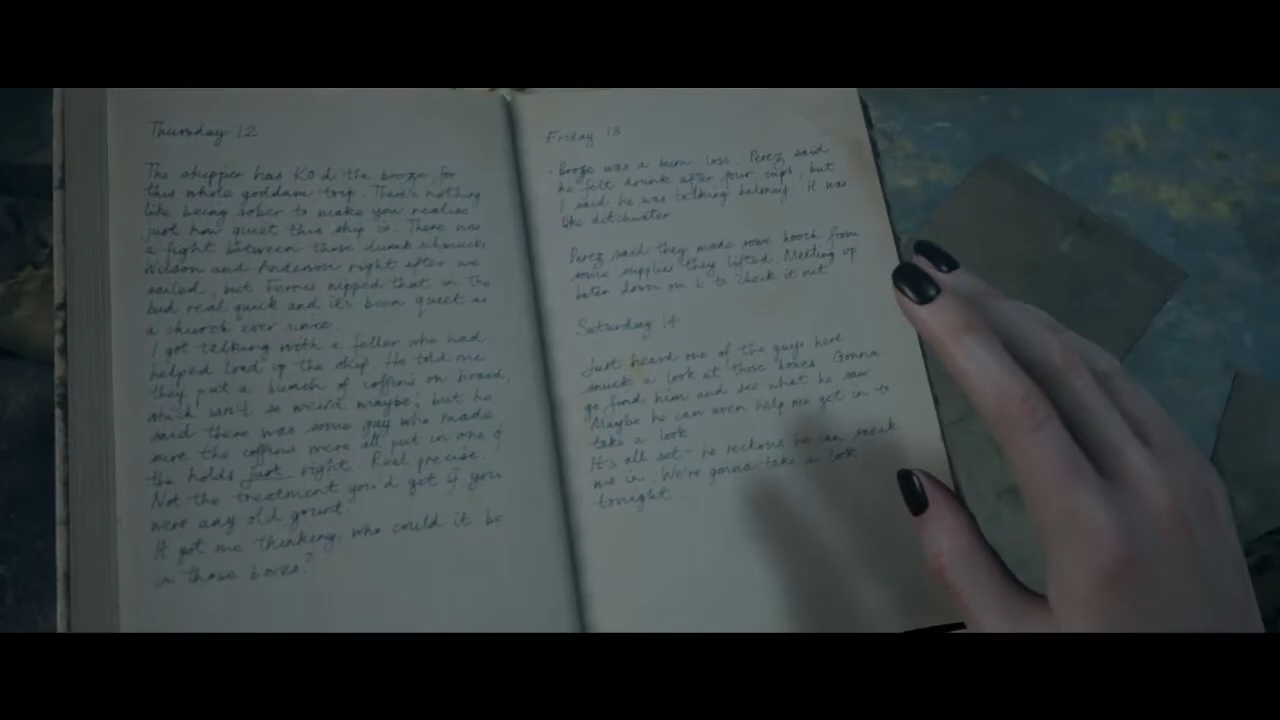 Thursday 12
The skipper has KO'd the booze for
this whole goddam trip. There's nothing
like being sober to make you realise
just how quiet this ship is. There was
a fight between those dumb schmucks
Wilson and Anderson right after we
sailed, but Ferres nipped that in the
bud real quick and it's been quiet as
a church ever since.
I got talking with a feller who had
helped load up the ship. He told me
they put a bunch of coffins on board,
which isn't so weird maybe, but he
said there was some guy who made
sure the coffins were all put in one of
the holds just right. Real precise.
Not the treatment you'd get if you
were any old grunt.
It got me thinking, who could it be
in those boxes?
Friday 13
Booze was a bum loss. Perez said
he felt drunk after four cups, but
I said he was talking baloney. It was
like ditchwater
Perez said they made some hooch from
some supplies they lifted. Meeting up
later down on 6 to check it out
Saturday 14
Just heard one of the guys here
snuck a look at those boxes. Gonna
go find him and see what he saw
Maybe he can even help me get in to
take a look
It's all set - he reckons he can sneak
me in. We're gonna take a look
tonight.